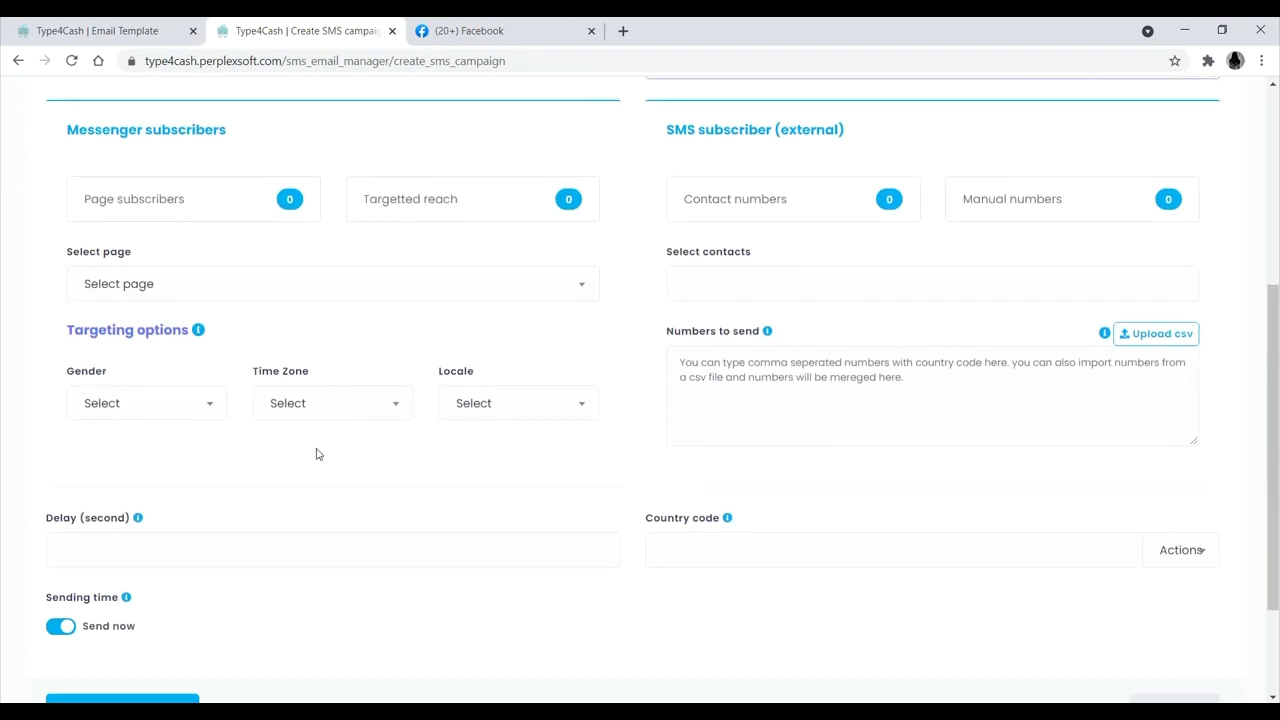 Type4Cash | Email Template
Type4Cash | Create SMS campaig
(20+) Facebook
type4cash.perplexsoft.com/sms_email_manager/create_sms_campaign
Messenger subscribers
SMS subscriber (external)
Page subscribers 0
Targetted reach 0
Contact numbers 0
Manual numbers 0
Select page
Select contacts
Select page
Targeting options
Numbers to send
Upload csv
You can type comma seperated numbers with country code here. you can also import numbers from
a csv file and numbers will be mereged here.
Gender
Time Zone
Locale
Select
Select
Select
Delay (second)
Country code
Actions
Sending time
Send now